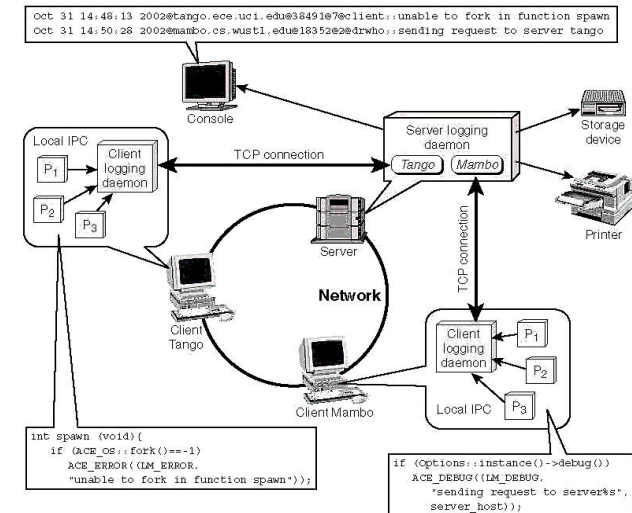 Oct 31 14:48:13 2002@tango.ece.uci.edu@38491@7@client::unable to fork in function spawn
Oct 31 14:50:28 2002@mambo.cs.wustl.edu@18352@2@drwho::sending request to server tango
Console
Storage
device
Printer
Server logging
daemon
Tango
Mambo
Local IPC
Client
logging
daemon
P1
P2
P3
TCP connection
TCP connection
Server
Network
Client
Tango
Client Mambo
Client
logging
daemon
P1
P2
P3
Local IPC
int spawn (void){
if (ACE_OS::fork()==-1)
ACE_ERROR((LM_ERROR,
"unable to fork in function spawn"));
if (Options::instance()->debug())
ACE_DEBUG((LM_DEBUG,
"sending request to server%s",
server_host));